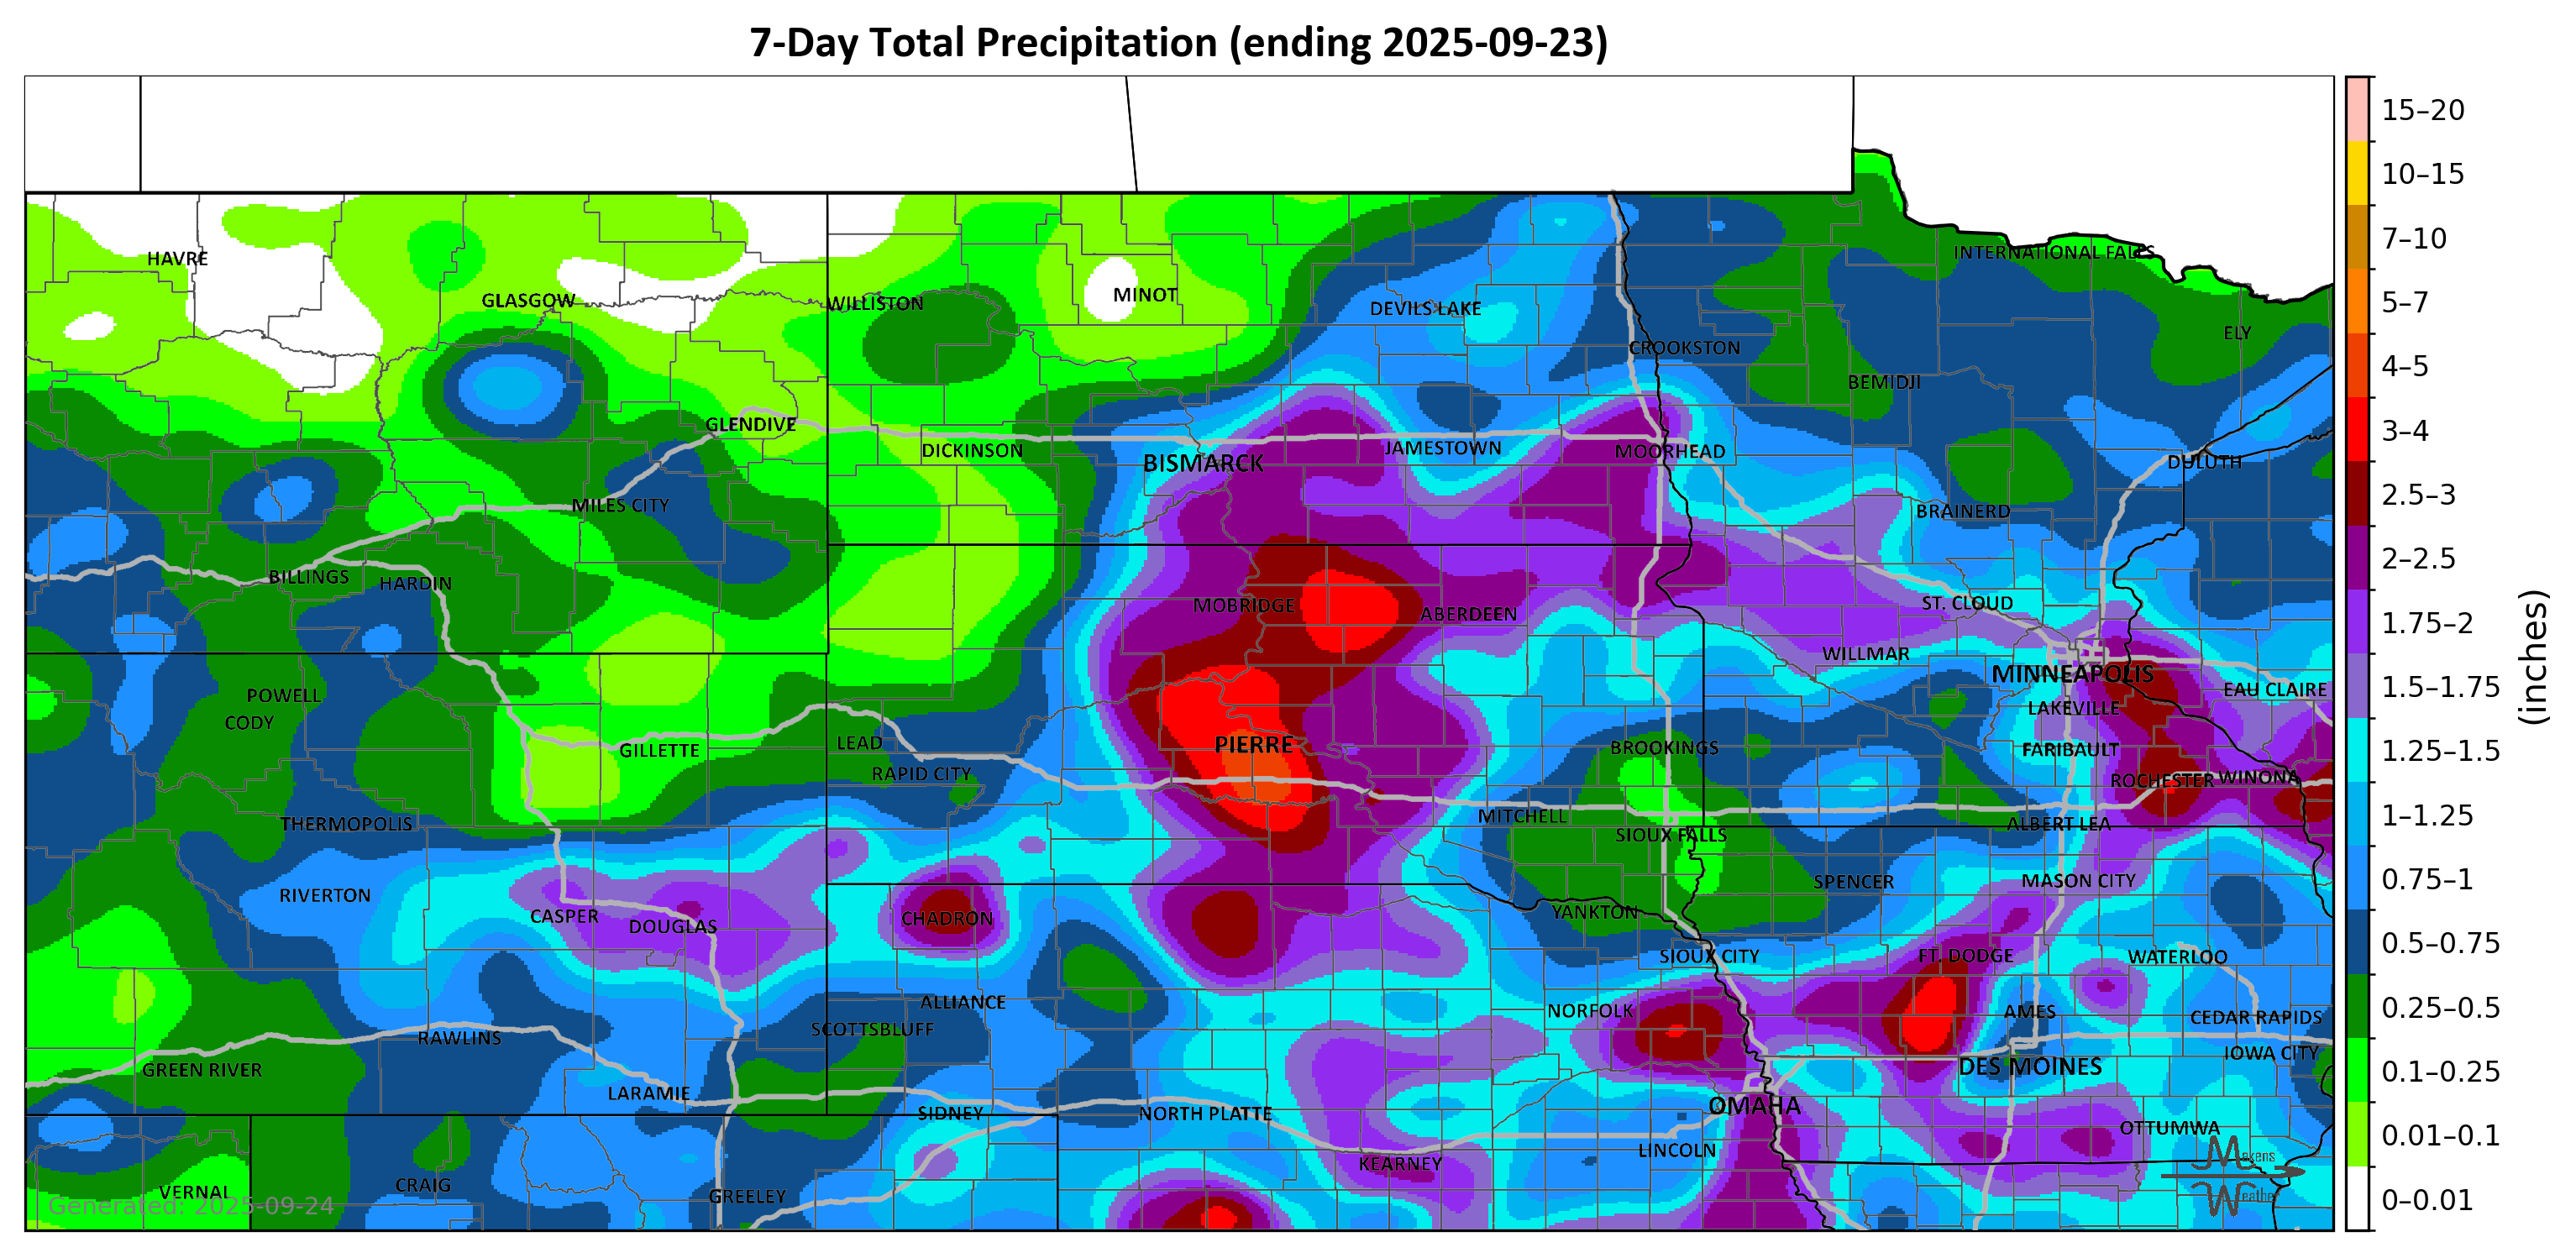 7-Day Total Precipitation (ending 2025-09-23)
15–20
10–15
7–10
5–7
4–5
3–4
2.5–3
2–2.5
1.75–2
1.5–1.75
1.25–1.5
1–1.25
0.75–1
0.5–0.75
0.25–0.5
0.1–0.25
0.01–0.1
0–0.01
(inches)
HAVRE
INTERNATIONAL FALLS
GLASGOW
WILLISTON
MINOT
DEVILS LAKE
ELY
CROOKSTON
BEMIDJI
GLENDIVE
DICKINSON
BISMARCK
JAMESTOWN
MOORHEAD
DULUTH
MILES CITY
BRAINERD
BILLINGS
HARDIN
MOBRIDGE
ABERDEEN
ST. CLOUD
WILLMAR
MINNEAPOLIS
EAU CLAIRE
POWELL
CODY
LAKEVILLE
GILLETTE
LEAD
PIERRE
BROOKINGS
FARIBAULT
RAPID CITY
ROCHESTER
WINONA
THERMOPOLIS
MITCHELL
SIOUX FALLS
ALBERT LEA
RIVERTON
CASPER
DOUGLAS
CHADRON
YANKTON
SPENCER
MASON CITY
SIOUX CITY
FT. DODGE
WATERLOO
ALLIANCE
NORFOLK
AMES
CEDAR RAPIDS
SCOTTSBLUFF
RAWLINS
IOWA CITY
GREEN RIVER
DES MOINES
LARAMIE
SIDNEY
NORTH PLATTE
OMAHA
OTTUMWA
LINCOLN
KEARNEY
VERNAL
CRAIG
GREELEY
Generated: 2025-09-24
Makens
Weather